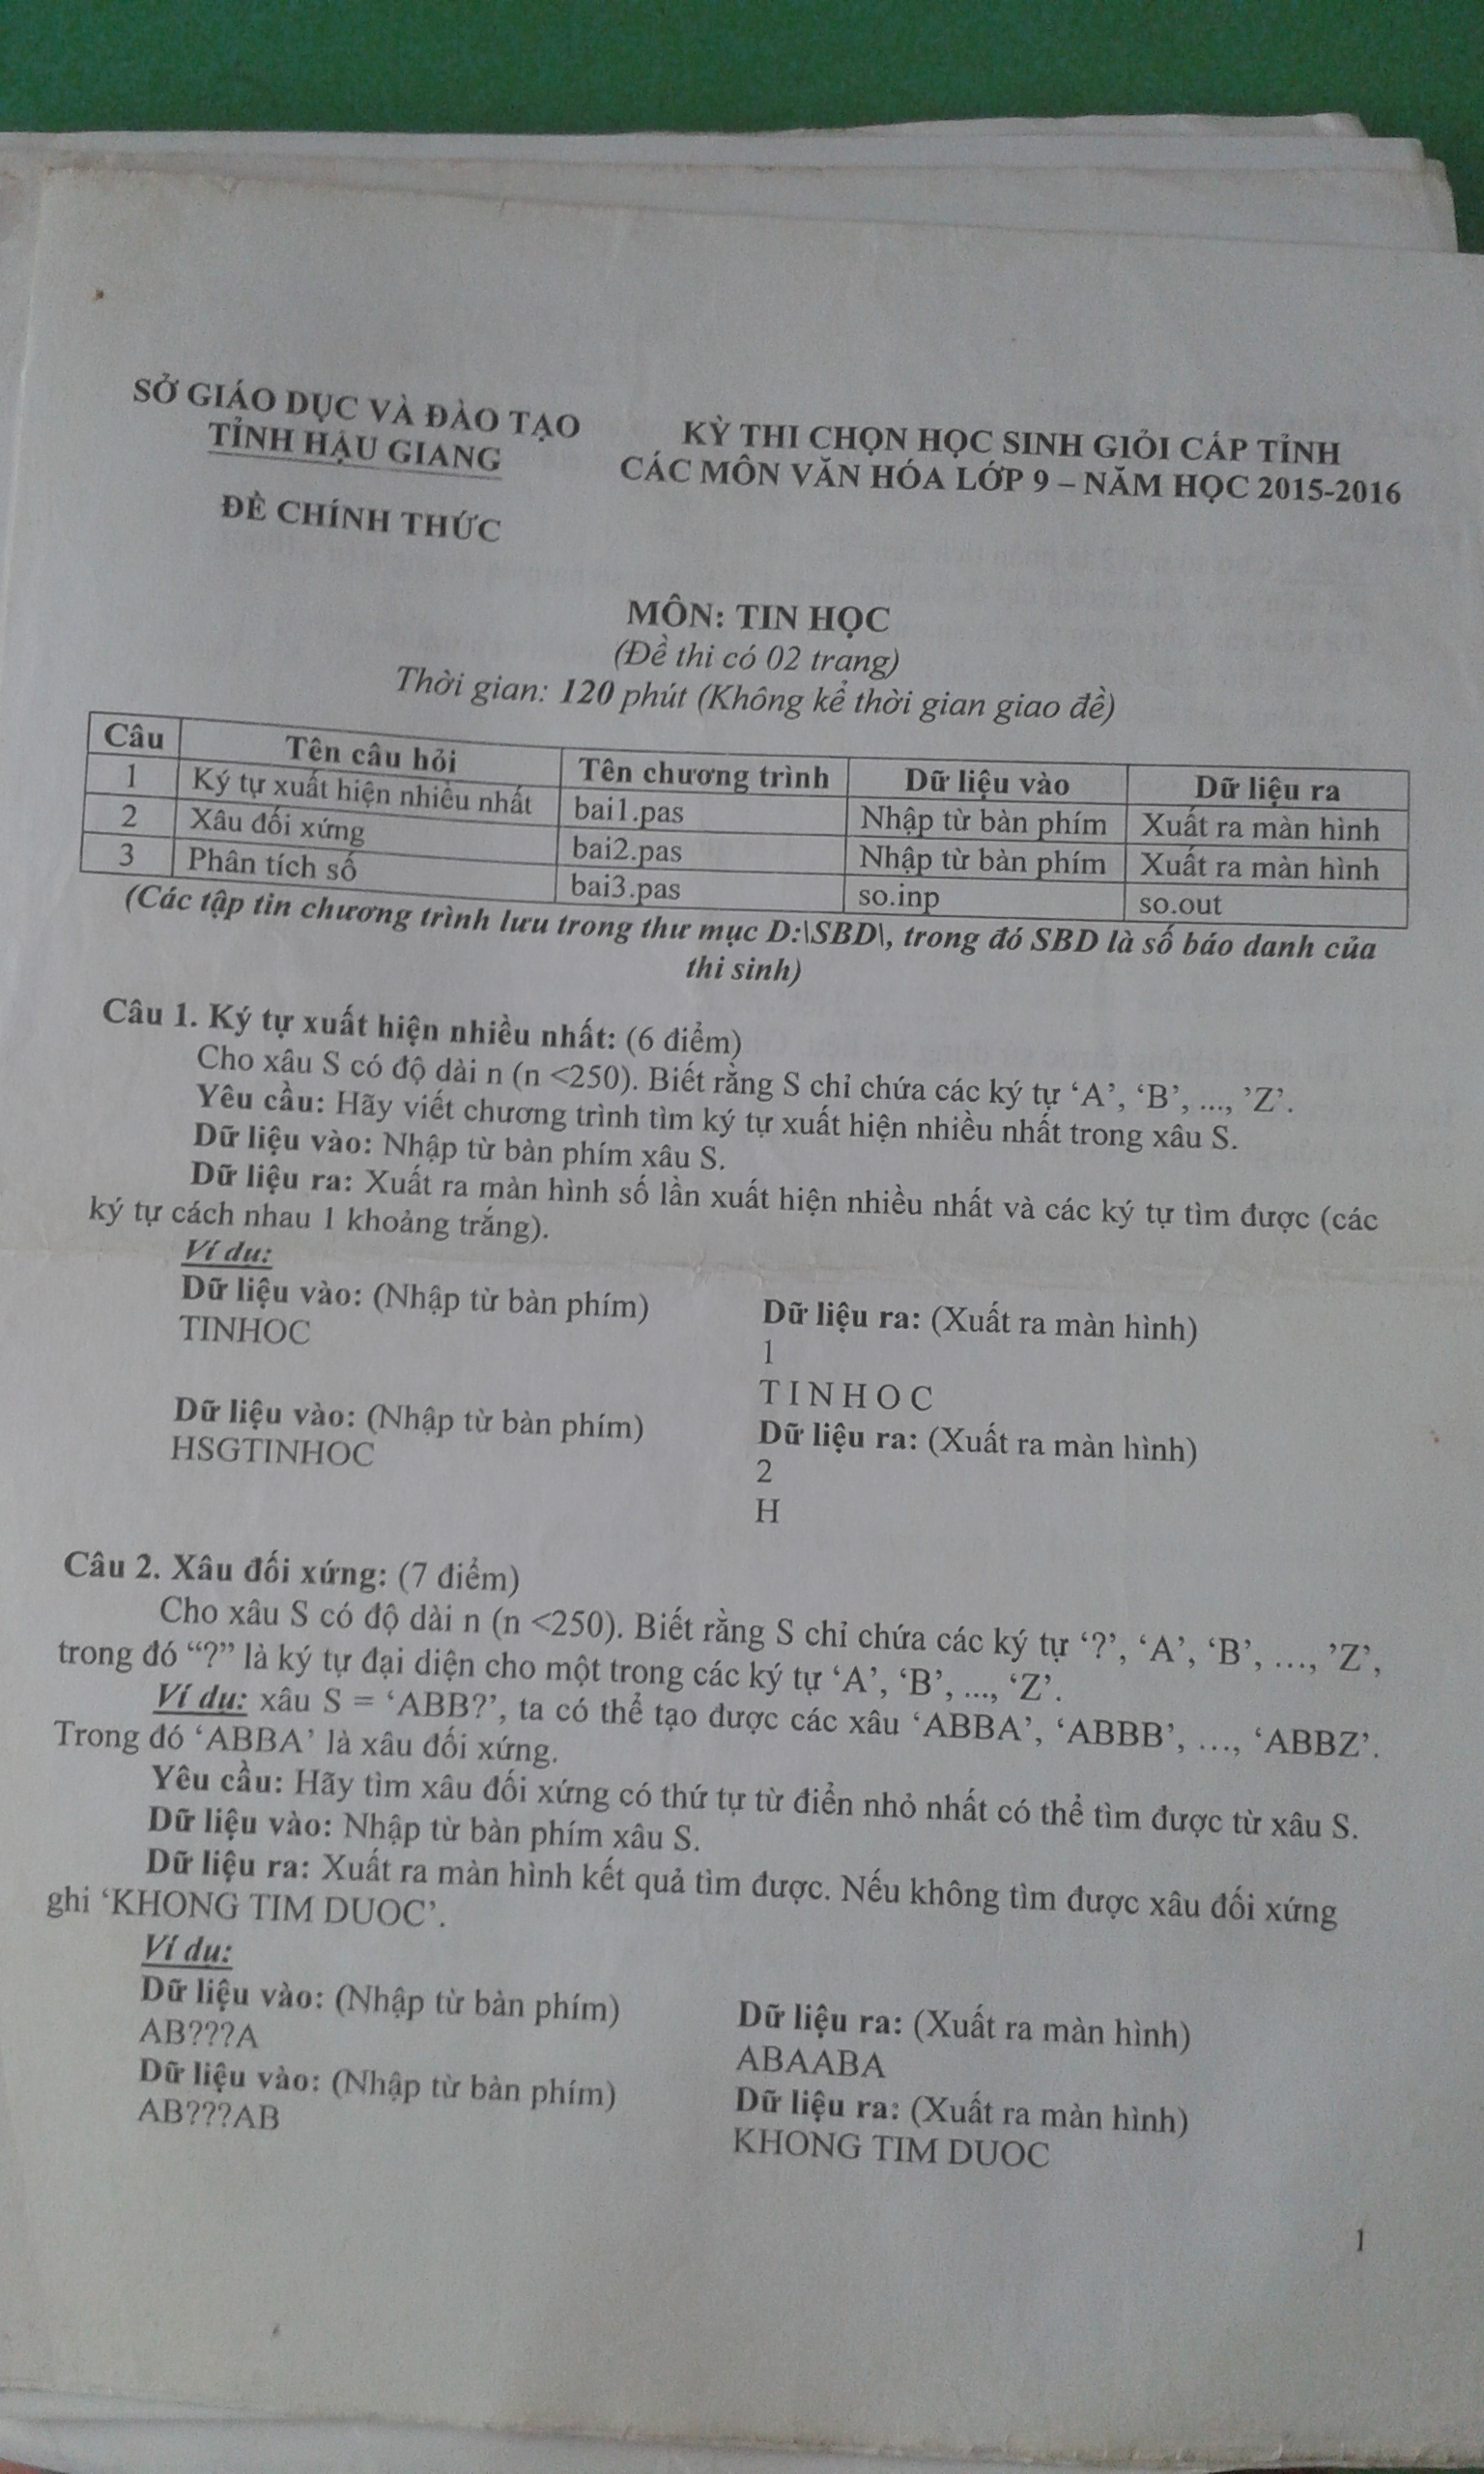 SỞ GIÁO DỤC VÀ ĐÀO TẠO
TỈNH HẬU GIANG
ĐỀ CHÍNH THỨC
KỲ THI CHỌN HỌC SINH GIỎI CẤP TỈNH
CÁC MÔN VĂN HÓA LỚP 9 – NĂM HỌC 2015-2016
MÔN: TIN HỌC
(Đề thi có 02 trang)
Thời gian: 120 phút (Không kể thời gian giao đề)
Câu Tên câu hỏi Tên chương trình Dữ liệu vào Dữ liệu ra
1 Ký tự xuất hiện nhiều nhất bai1.pas Nhập từ bàn phím Xuất ra màn hình
2 Xâu đối xứng bai2.pas Nhập từ bàn phím Xuất ra màn hình
3 Phân tích số bai3.pas so.inp so.out
(Các tập tin chương trình lưu trong thư mục D:\SBD\, trong đó SBD là số báo danh của
thi sinh)
Câu 1. Ký tự xuất hiện nhiều nhất: (6 điểm)
Cho xâu S có độ dài n (n <250). Biết rằng S chỉ chứa các ký tự ‘A’, ‘B’, ..., ’Z’.
Yêu cầu: Hãy viết chương trình tìm ký tự xuất hiện nhiều nhất trong xâu S.
Dữ liệu vào: Nhập từ bàn phím xâu S.
Dữ liệu ra: Xuất ra màn hình số lần xuất hiện nhiều nhất và các ký tự tìm được (các
ký tự cách nhau 1 khoảng trắng).
Ví dụ:
Dữ liệu vào: (Nhập từ bàn phím)
TINHOC
Dữ liệu ra: (Xuất ra màn hình)
1
T I N H O C
Dữ liệu vào: (Nhập từ bàn phím)
HSGTINHOC
Dữ liệu ra: (Xuất ra màn hình)
2
H
Câu 2. Xâu đối xứng: (7 điểm)
Cho xâu S có độ dài n (n <250). Biết rằng S chỉ chứa các ký tự ‘?’, ‘A’, ‘B’, …, ’Z’,
trong đó “?” là ký tự đại diện cho một trong các ký tự ‘A’, ‘B’, ..., ‘Z’.
Ví dụ: xâu S = ‘ABB?’, ta có thể tạo được các xâu ‘ABBA’, ‘ABBB’, …, ‘ABBZ’.
Trong đó ‘ABBA’ là xâu đối xứng.
Yêu cầu: Hãy tìm xâu đối xứng có thứ tự từ điển nhỏ nhất có thể tìm được từ xâu S.
Dữ liệu vào: Nhập từ bàn phím xâu S.
Dữ liệu ra: Xuất ra màn hình kết quả tìm được. Nếu không tìm được xâu đối xứng
ghi ‘KHONG TIM DUOC’.
Ví dụ:
Dữ liệu vào: (Nhập từ bàn phím)
AB???A
Dữ liệu ra: (Xuất ra màn hình)
ABAABA
Dữ liệu vào: (Nhập từ bàn phím)
AB???AB
Dữ liệu ra: (Xuất ra màn hình)
KHONG TIM DUOC
1